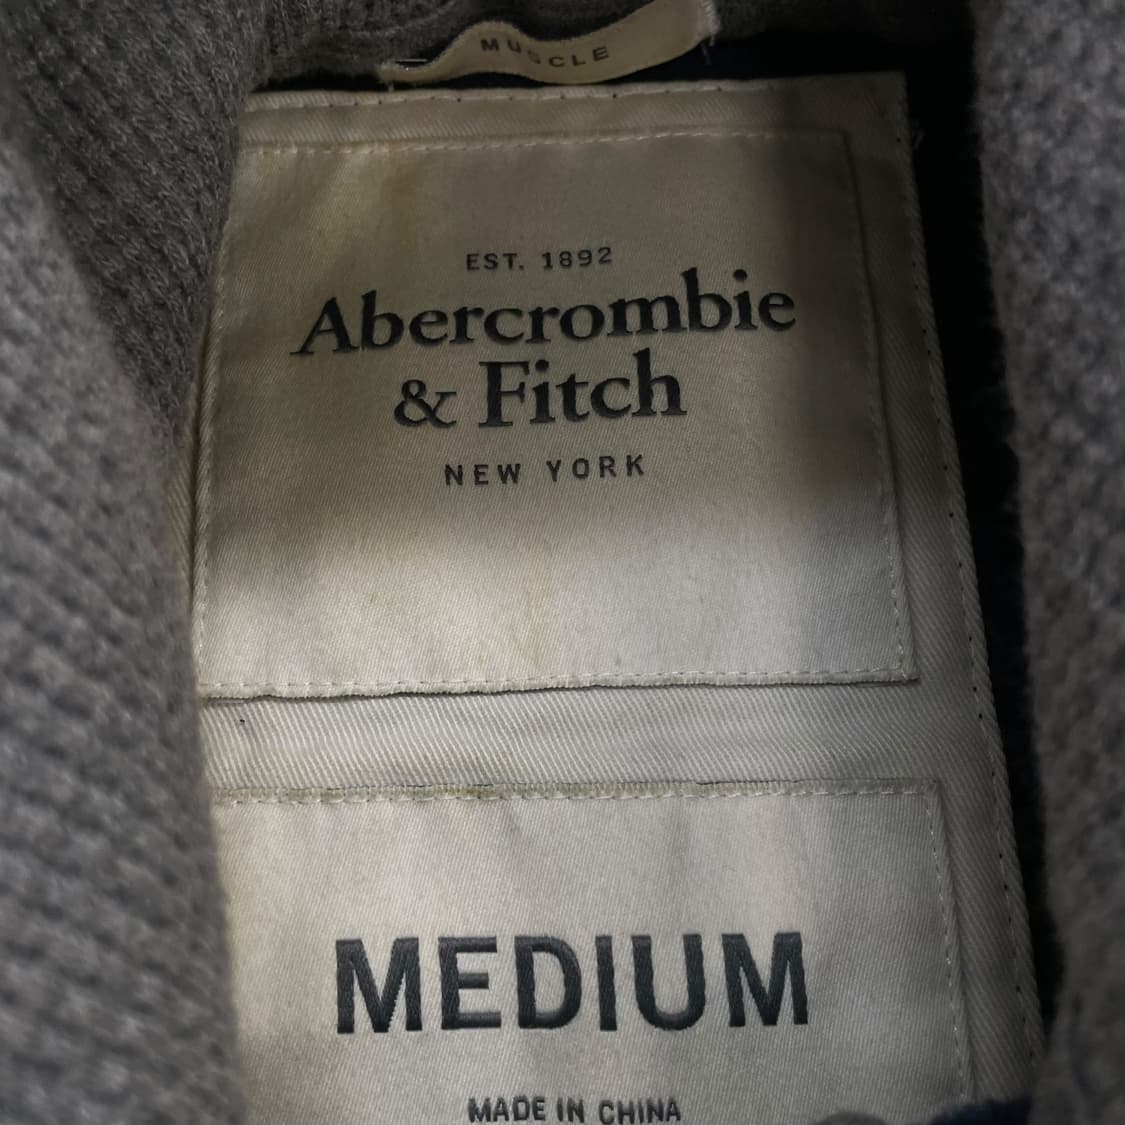 MUSCLE
EST. 1892
Abercrombie
& Fitch
NEW YORK
MEDIUM
MADE IN CHINA